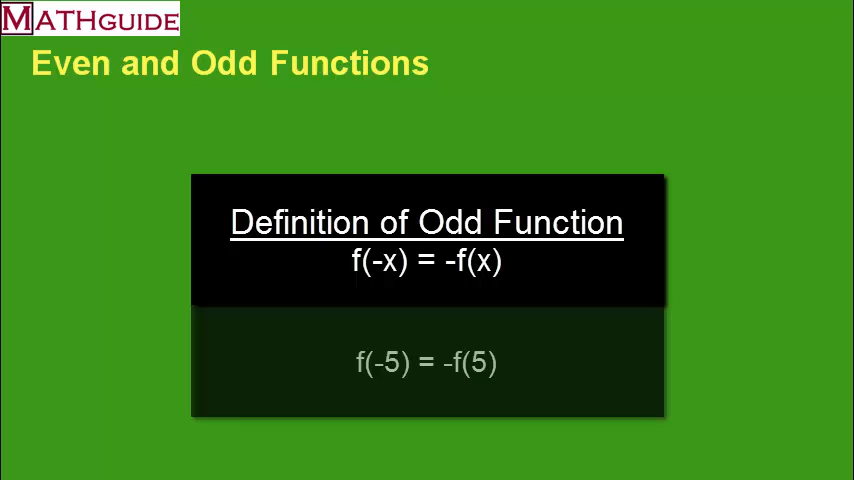 MATHGUIDE
Even and Odd Functions
Definition of Odd Function
f(-x) = -f(x)
f(-5) = -f(5)